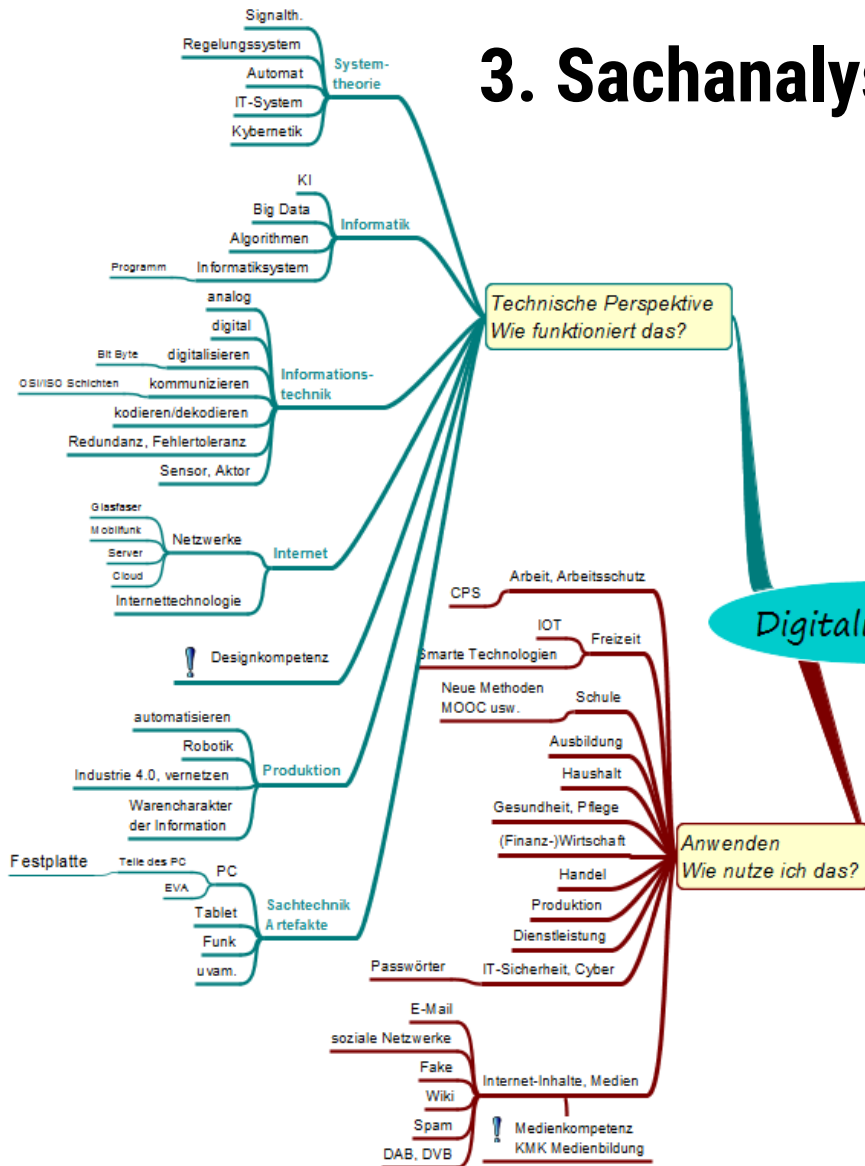 3. Sachanalys
Signalth.
Regelungssystem
Automat
IT-System
Kybernetik
System-
theorie
KI
Big Data
Algorithmen
Programm
Informatiksystem
Informatik
analog
digital
Bit Byte
digitalisieren
OSI/ISO Schichten
kommunizieren
kodieren/dekodieren
Redundanz, Fehlertoleranz
Sensor, Aktor
Informations-
technik
Glasfaser
Mobilfunk
Server
Cloud
Netzwerke
Internettechnologie
Internet
Designkompetenz
automatisieren
Robotik
Industrie 4.0, vernetzen
Warencharakter
der Information
Produktion
Festplatte
Teile des PC
EVA
PC
Tablet
Funk
uvam.
Sachtechnik
Artefakte
Technische Perspektive
Wie funktioniert das?
Digitali
CPS
Arbeit, Arbeitsschutz
IOT
Smarte Technologien
Freizeit
Neue Methoden
MOOC usw.
Schule
Ausbildung
Haushalt
Gesundheit, Pflege
(Finanz-)Wirtschaft
Handel
Produktion
Dienstleistung
Passwörter
IT-Sicherheit, Cyber
E-Mail
soziale Netzwerke
Fake
Wiki
Spam
DAB, DVB
Internet-Inhalte, Medien
Medienkompetenz
KMK Medienbildung
Anwenden
Wie nutze ich das?